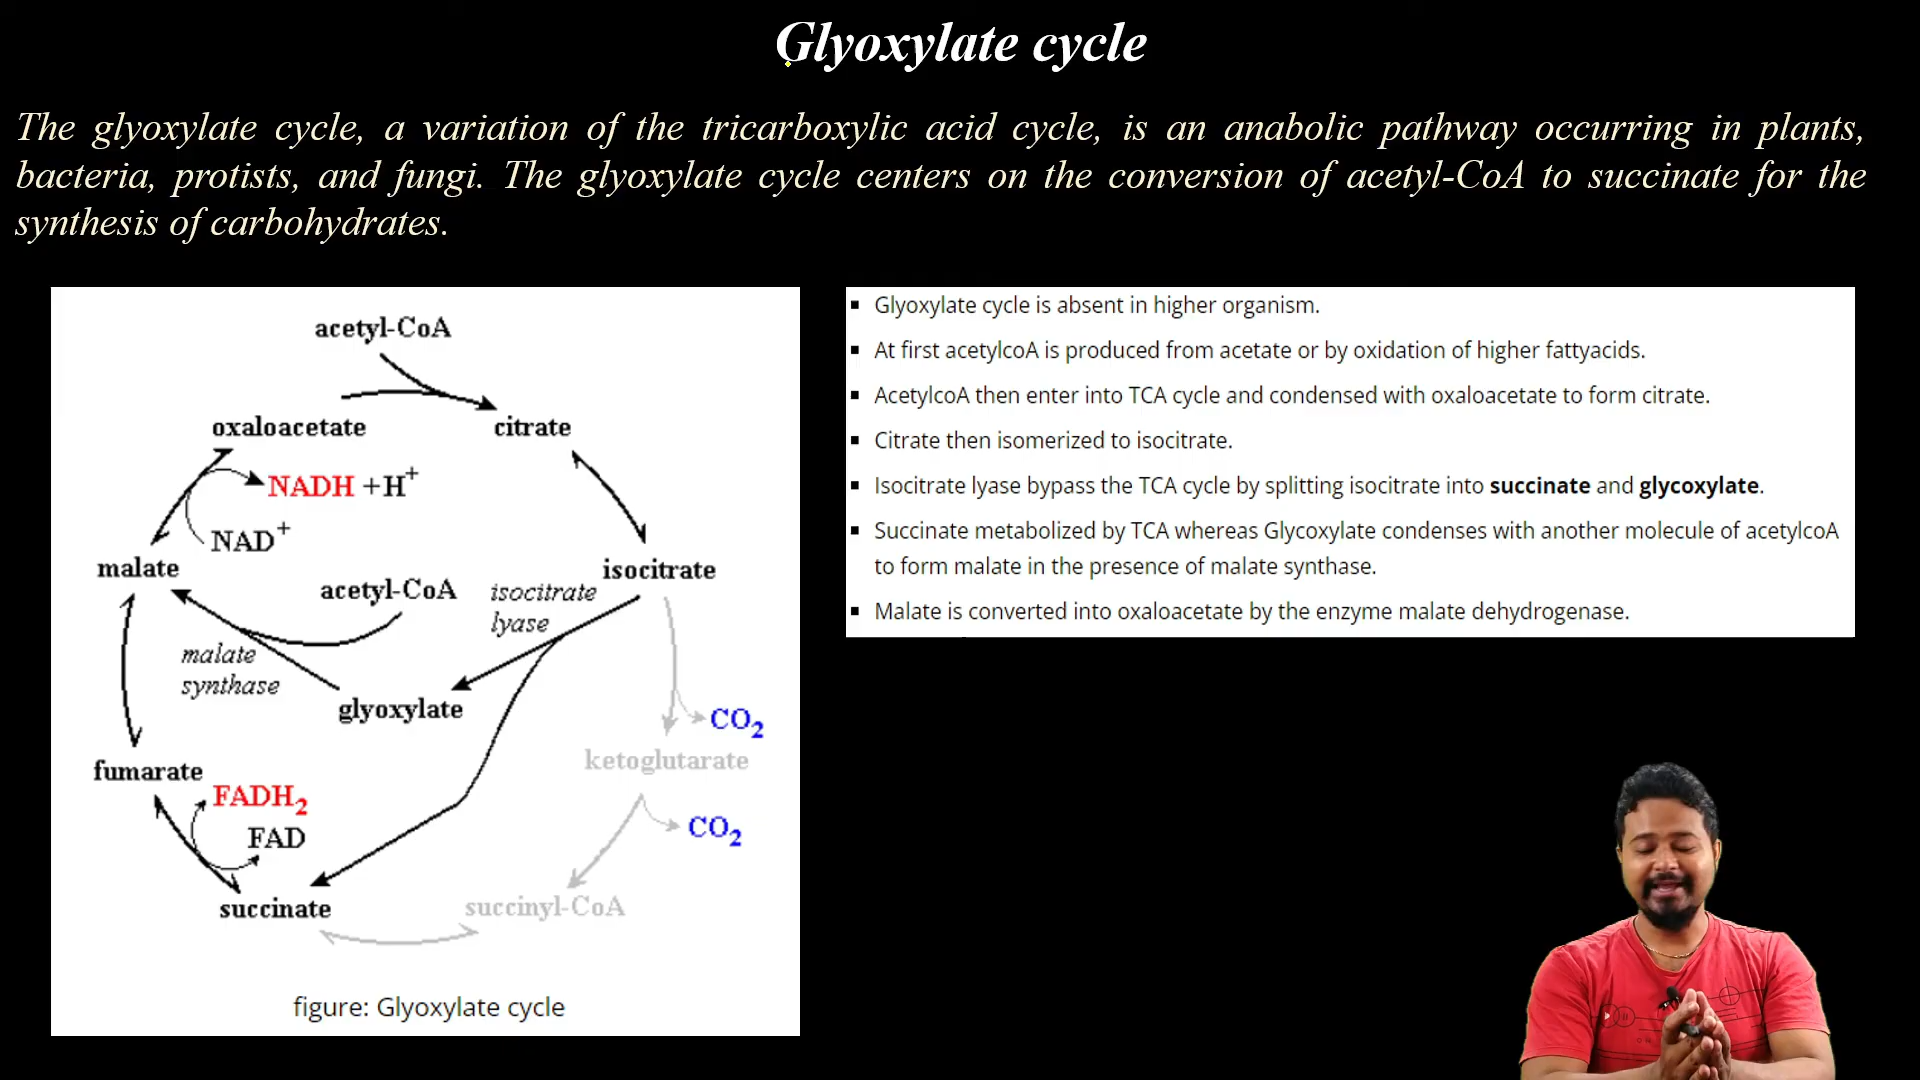 Glyoxylate cycle
The glyoxylate cycle, a variation of the tricarboxylic acid cycle, is an anabolic pathway occurring in plants,
bacteria, protists, and fungi. The glyoxylate cycle centers on the conversion of acetyl-CoA to succinate for the
synthesis of carbohydrates.
acetyl-CoA
oxaloacetate
citrate
NADH +H⁺
NAD⁺
malate
isocitrate
acetyl-CoA
isocitrate
lyase
malate
synthase
glyoxylate
CO₂
ketoglutarate
fumarate
FADH₂
FAD
CO₂
succinate
succinyl-CoA
figure: Glyoxylate cycle
▪ Glyoxylate cycle is absent in higher organism.
▪ At first acetylcoA is produced from acetate or by oxidation of higher fattyacids.
▪ AcetylcoA then enter into TCA cycle and condensed with oxaloacetate to form citrate.
▪ Citrate then isomerized to isocitrate.
▪ Isocitrate lyase bypass the TCA cycle by splitting isocitrate into succinate and glycoxylate.
▪ Succinate metabolized by TCA whereas Glycoxylate condenses with another molecule of acetylcoA
to form malate in the presence of malate synthase.
▪ Malate is converted into oxaloacetate by the enzyme malate dehydrogenase.